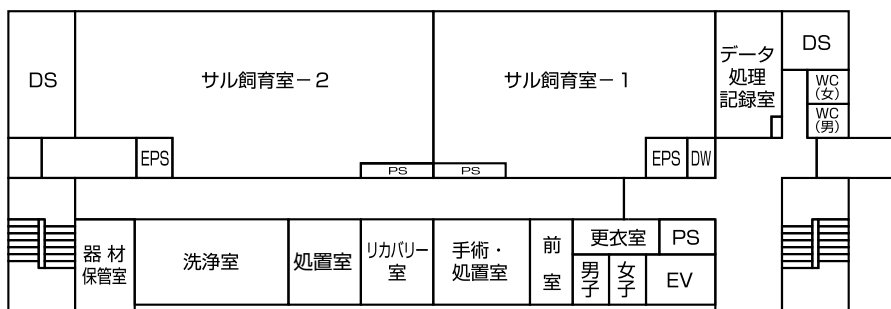 DS
サル飼育室－2
サル飼育室－1
データ
処理
記録室
DS
WC
(女)
WC
(男)
EPS
PS
PS
EPS
DW
器材
保管室
洗浄室
処置室
リカバリー
室
手術・
処置室
前
室
更衣室
PS
男
子
女
子
EV